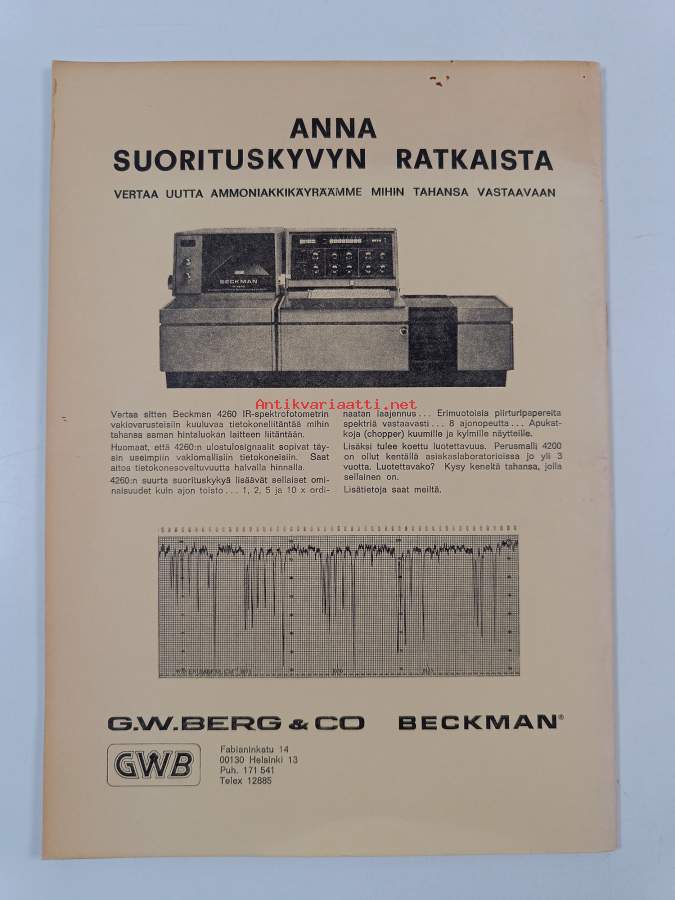 ANNA
SUORITUSKYVYN RATKAISTA
VERTAA UUTTA AMMONIAKKIKÄYRÄÄMME MIHIN TAHANSA VASTAAVAAN
BECKMAN
Antikvariaatti.net
Vertaa sitten Beckman 4260 IR-spektrofotometrin
vakiovarusteisiin kuuluvaa tietokoneliitäntää mihin
tahansa saman hintaluokan laitteen liitäntään.
Huomaat, että 4260:n ulostulosignaalit sopivat täy-
sin useimpiin vakiomallisiin tietokoneisiin. Saat
aitoa tietokonesoveltuvuutta halvalla hinnalla.
4260:n suurta suorituskykyä lisäävät sellaiset omi-
naisuudet kuin ajon toisto... 1, 2, 5 ja 10 x ordi-
naatan laajennus... Erimuotoisia piirturipapereita
spektriä vastaavasti... 8 ajonopeutta... Apukat-
koja (chopper) kuumille ja kylmille näytteille.
Lisäksi tulee koettu luotettavuus. Perusmalli 4200
on ollut kentällä asiakaslaboratorioissa jo yli 3
vuotta. Luotettavako? Kysy keneltä tahansa, jolla
sellainen on.
Lisätietoja saat meiltä.
G.W.BERG & CO BECKMAN®
GWB
Fabianinkatu 14
00130 Helsinki 13
Puh. 171 541
Telex 12885